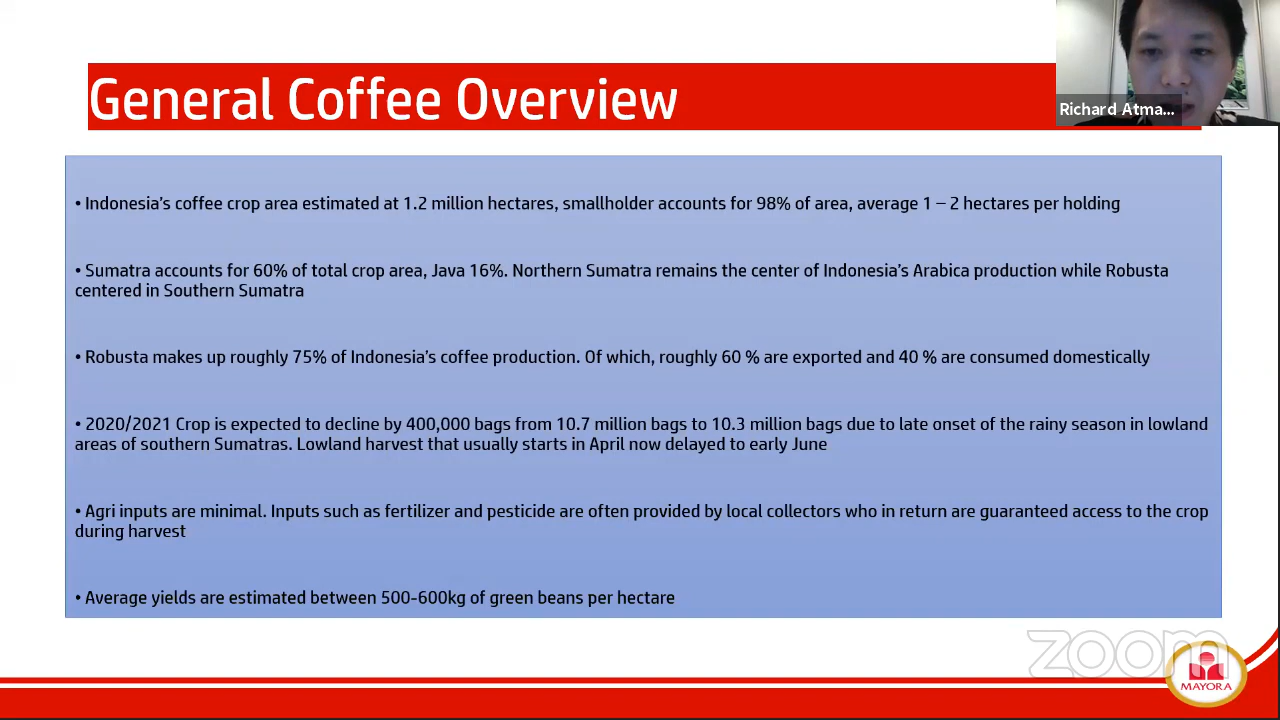 General Coffee Overview
Richard Atma...
• Indonesia's coffee crop area estimated at 1.2 million hectares, smallholder accounts for 98% of area, average 1 – 2 hectares per holding
• Sumatra accounts for 60% of total crop area, Java 16%. Northern Sumatra remains the center of Indonesia's Arabica production while Robusta
centered in Southern Sumatra
• Robusta makes up roughly 75% of Indonesia's coffee production. Of which, roughly 60 % are exported and 40 % are consumed domestically
• 2020/2021 Crop is expected to decline by 400,000 bags from 10.7 million bags to 10.3 million bags due to late onset of the rainy season in lowland
areas of southern Sumatras. Lowland harvest that usually starts in April now delayed to early June
• Agri inputs are minimal. Inputs such as fertilizer and pesticide are often provided by local collectors who in return are guaranteed access to the crop
during harvest
• Average yields are estimated between 500-600kg of green beans per hectare
zoom
MAYORA